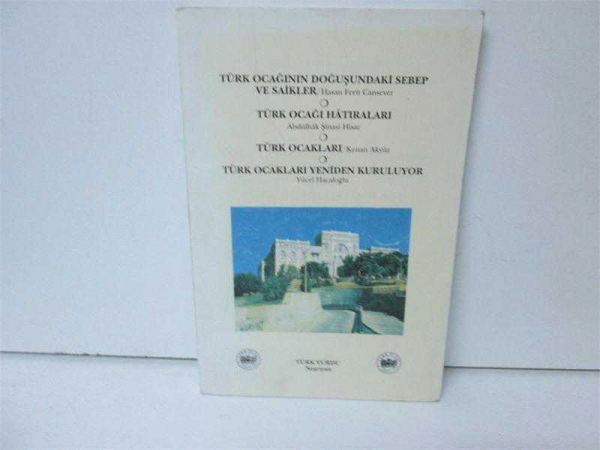 TÜRK OCAĞININ DOĞUŞUNDAKİ SEBEP
VE SAİKLER/Hasan Ferit Cansever
TÜRK OCAĞI HÂTIRALARI
Abdülhâk Şinasi Hisar
TÜRK OCAKLARI/Kenan Akyüz
TÜRK OCAKLARI YENİDEN KURULUYOR
Yücel Hacaloğlu
TÜRK YURDU
Neşriyatı